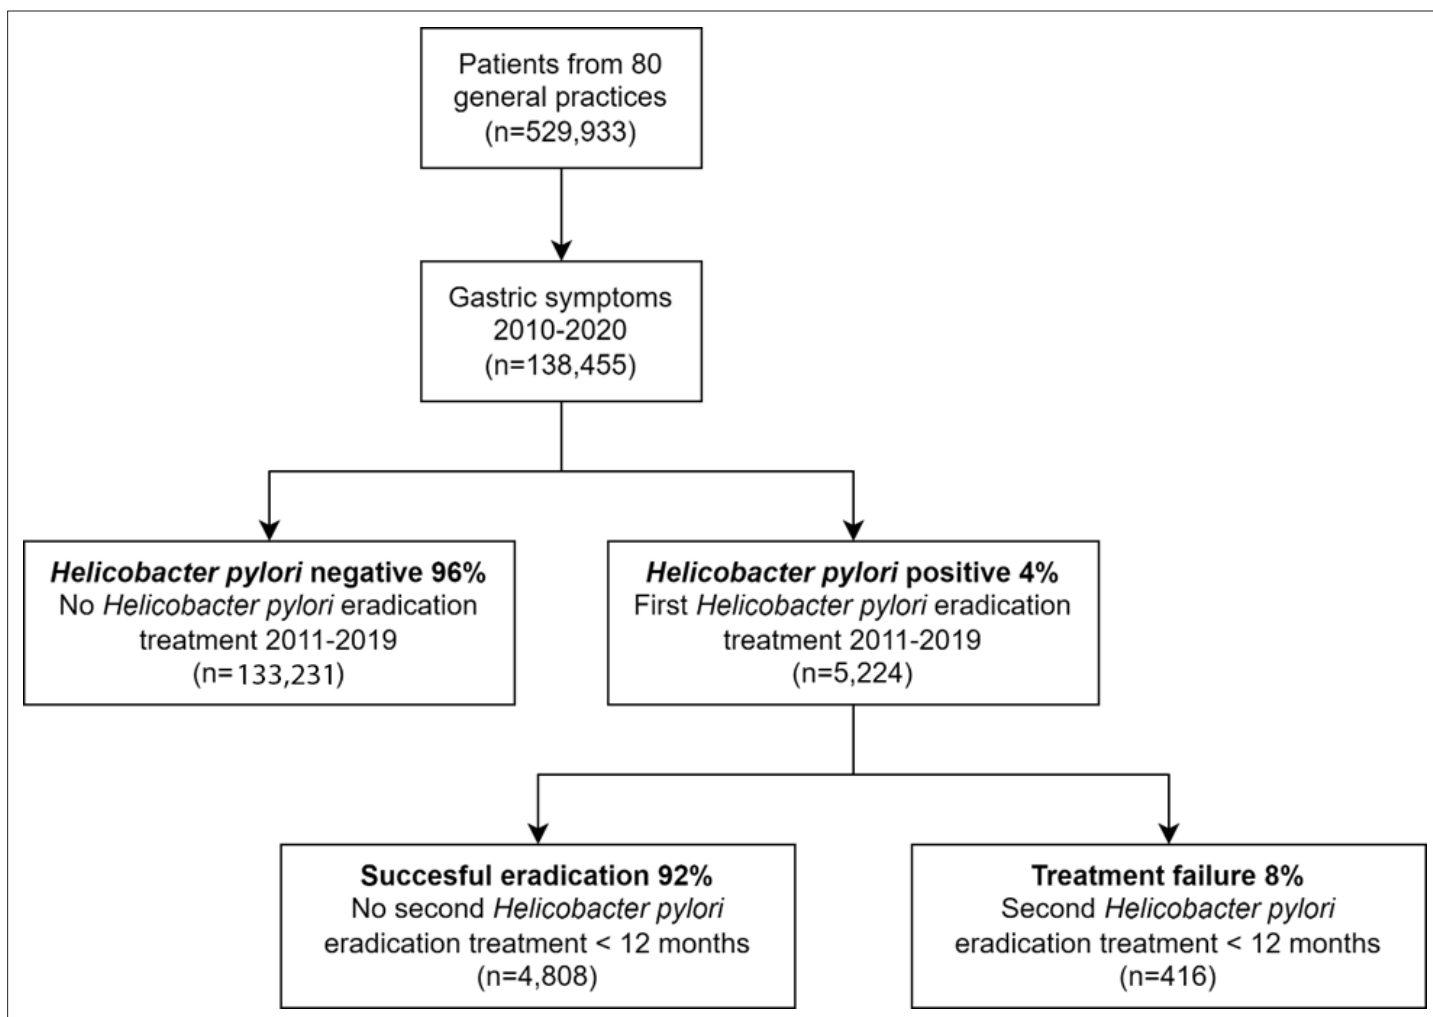 Patients from 80
general practices
(n=529,933)
Gastric symptoms
2010-2020
(n=138,455)
Helicobacter pylori negative 96%
No Helicobacter pylori eradication
treatment 2011-2019
(n=133,231)
Helicobacter pylori positive 4%
First Helicobacter pylori eradication
treatment 2011-2019
(n=5,224)
Succesful eradication 92%
No second Helicobacter pylori
eradication treatment < 12 months
(n=4,808)
Treatment failure 8%
Second Helicobacter pylori
eradication treatment < 12 months
(n=416)